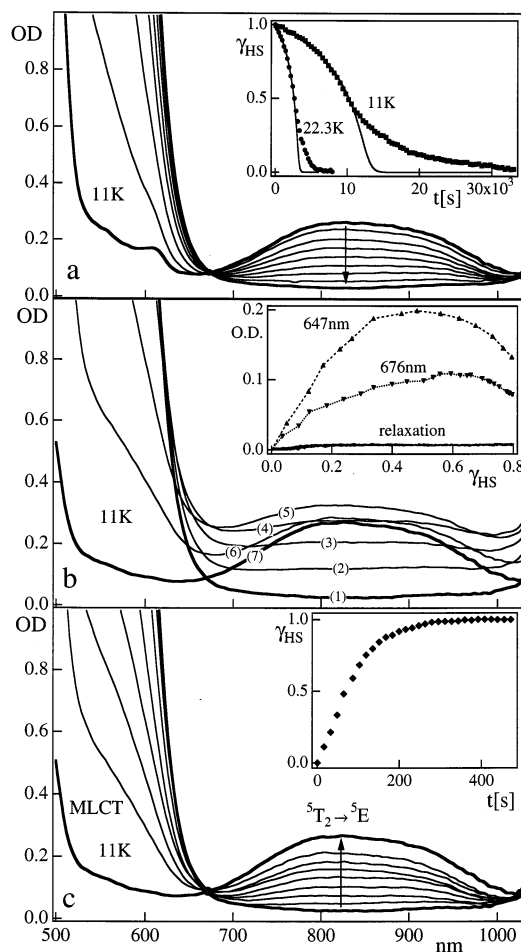 OD
0.8
0.6
0.4
0.2
0.0
11K
a
γHS
1.0
0.5
0.0
22.3K
11K
0
10
20
30x10³
t[s]
OD
0.8
0.6
0.4
0.2
0.0
11K
b
O.D.
0.2
0.1
0.0
647nm
676nm
relaxation
0.0
0.2
0.4
0.6
0.8
γHS
(5)
(4)
(3)
(6)
(7)
(2)
(1)
OD
0.8
0.6
0.4
0.2
0.0
MLCT
11K
c
γHS
1.0
0.5
0.0
0
200
400
t[s]
⁵T₂→⁵E
500
600
700
800
900
nm
1000